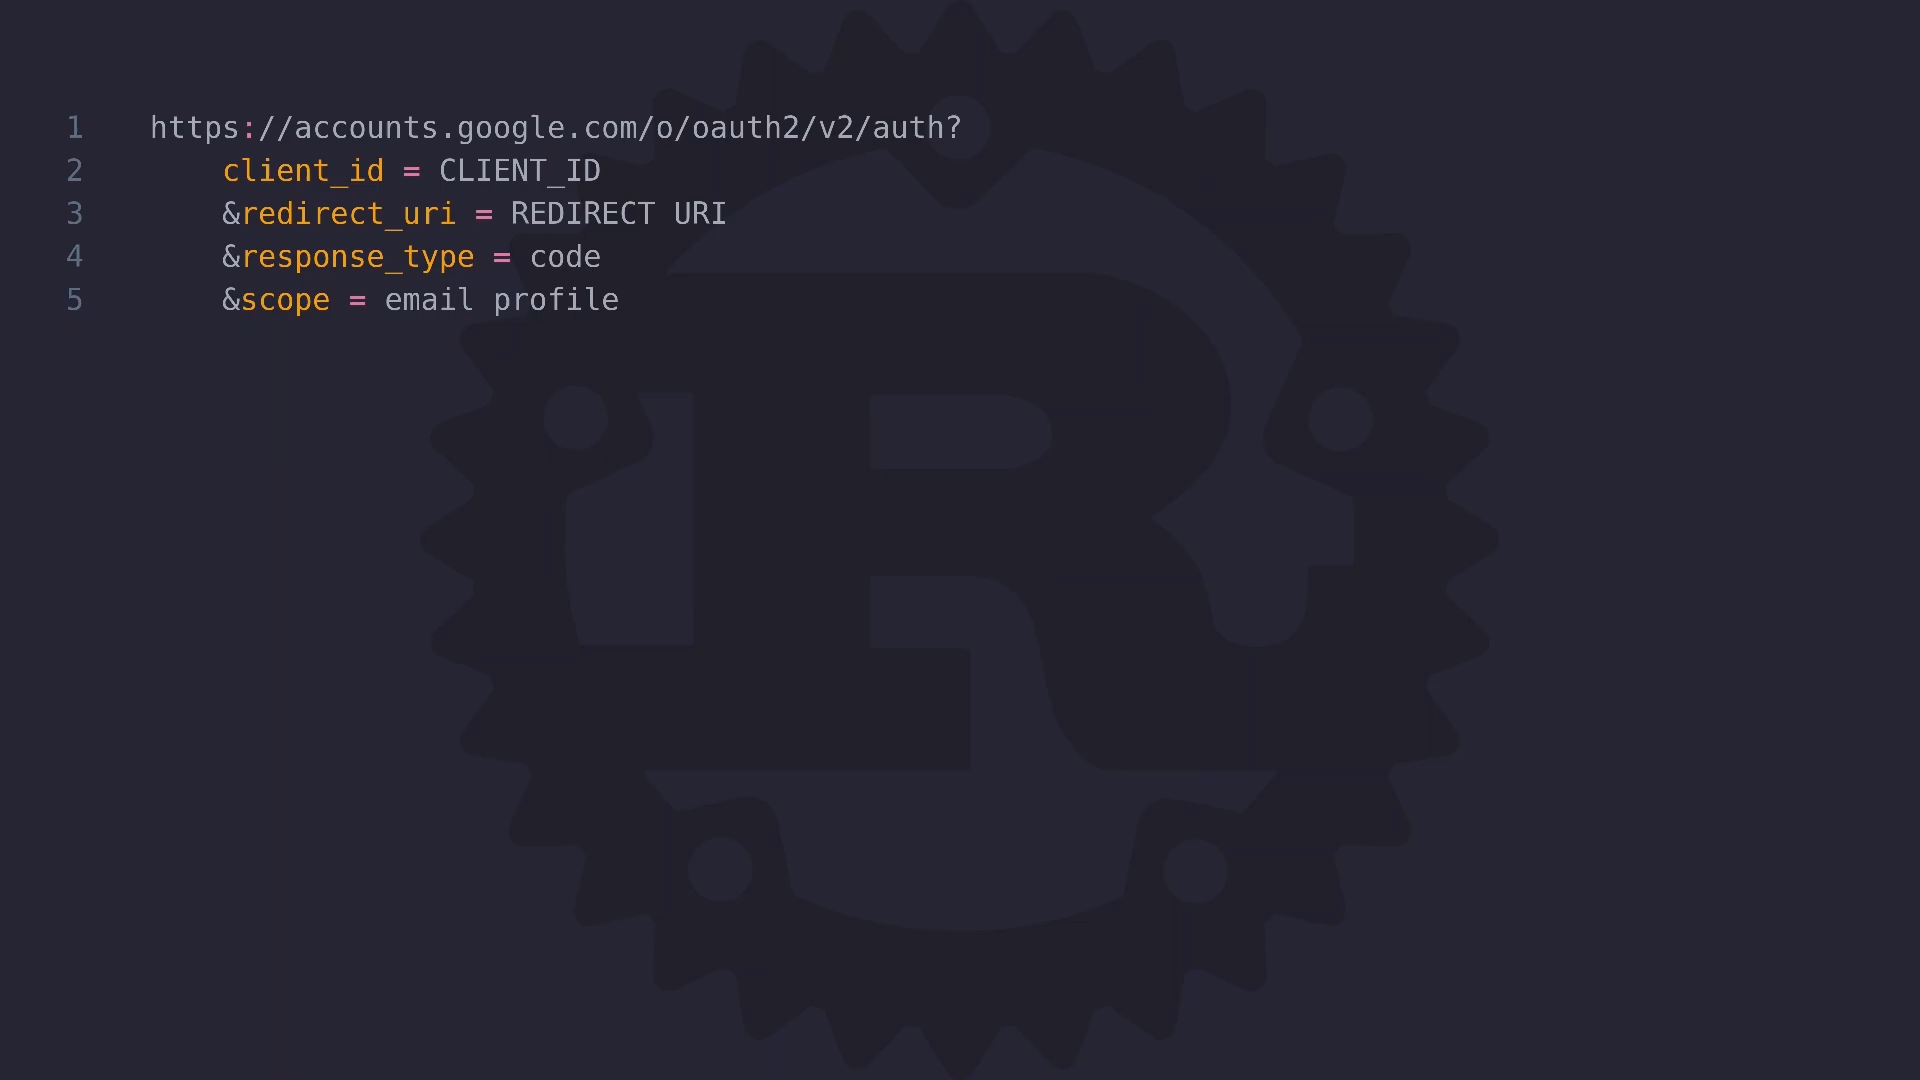 1 https://accounts.google.com/o/oauth2/v2/auth?
2 client_id = CLIENT_ID
3 &redirect_uri = REDIRECT URI
4 &response_type = code
5 &scope = email profile
R